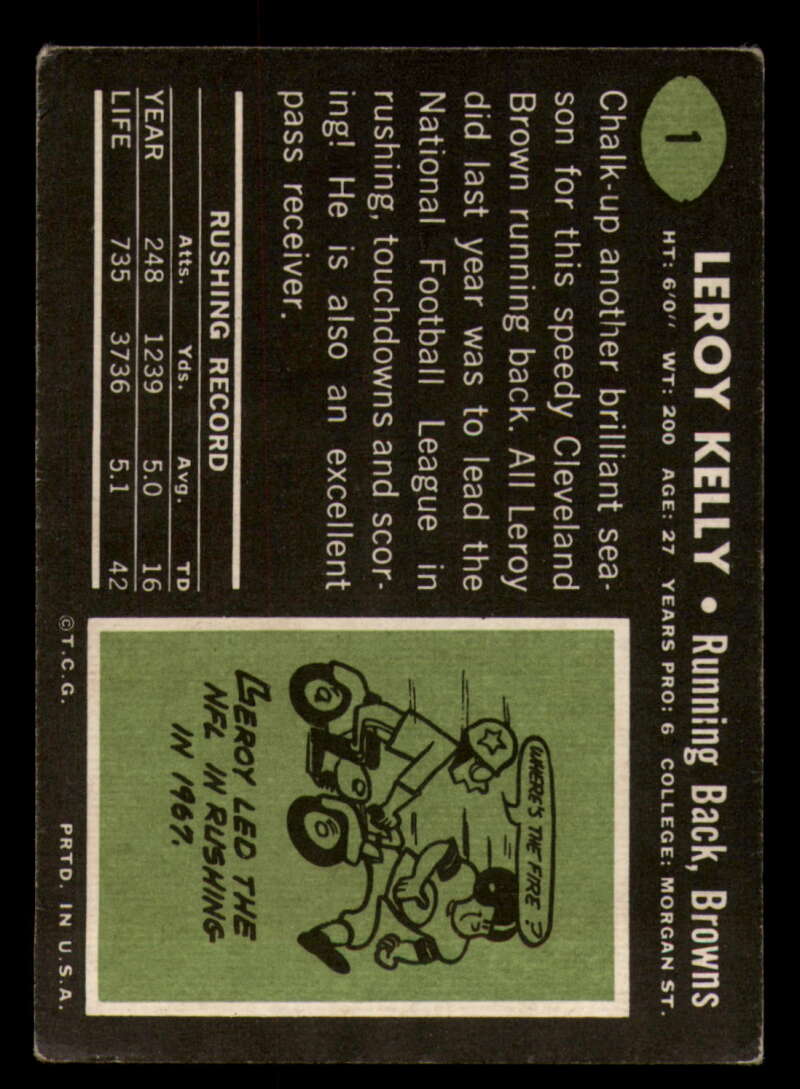 1
LEROY KELLY • Running Back, Browns
HT: 6'0" WT: 200 AGE: 27 YEARS PRO: 6 COLLEGE: MORGAN ST.
Chalk-up another brilliant sea-
son for this speedy Cleveland
Brown running back. All Leroy
did last year was to lead the
National Football League in
rushing, touchdowns and scor-
ing! He is also an excellent
pass receiver.
RUSHING RECORD
Atts. Yds. Avg. TD
YEAR 248 1239 5.0 16
LIFE 735 3736 5.1 42
WHERE'S THE FIRE?
LEROY LED THE
NFL IN RUSHING
IN 1967.
©T.C.G. PRTD. IN U.S.A.